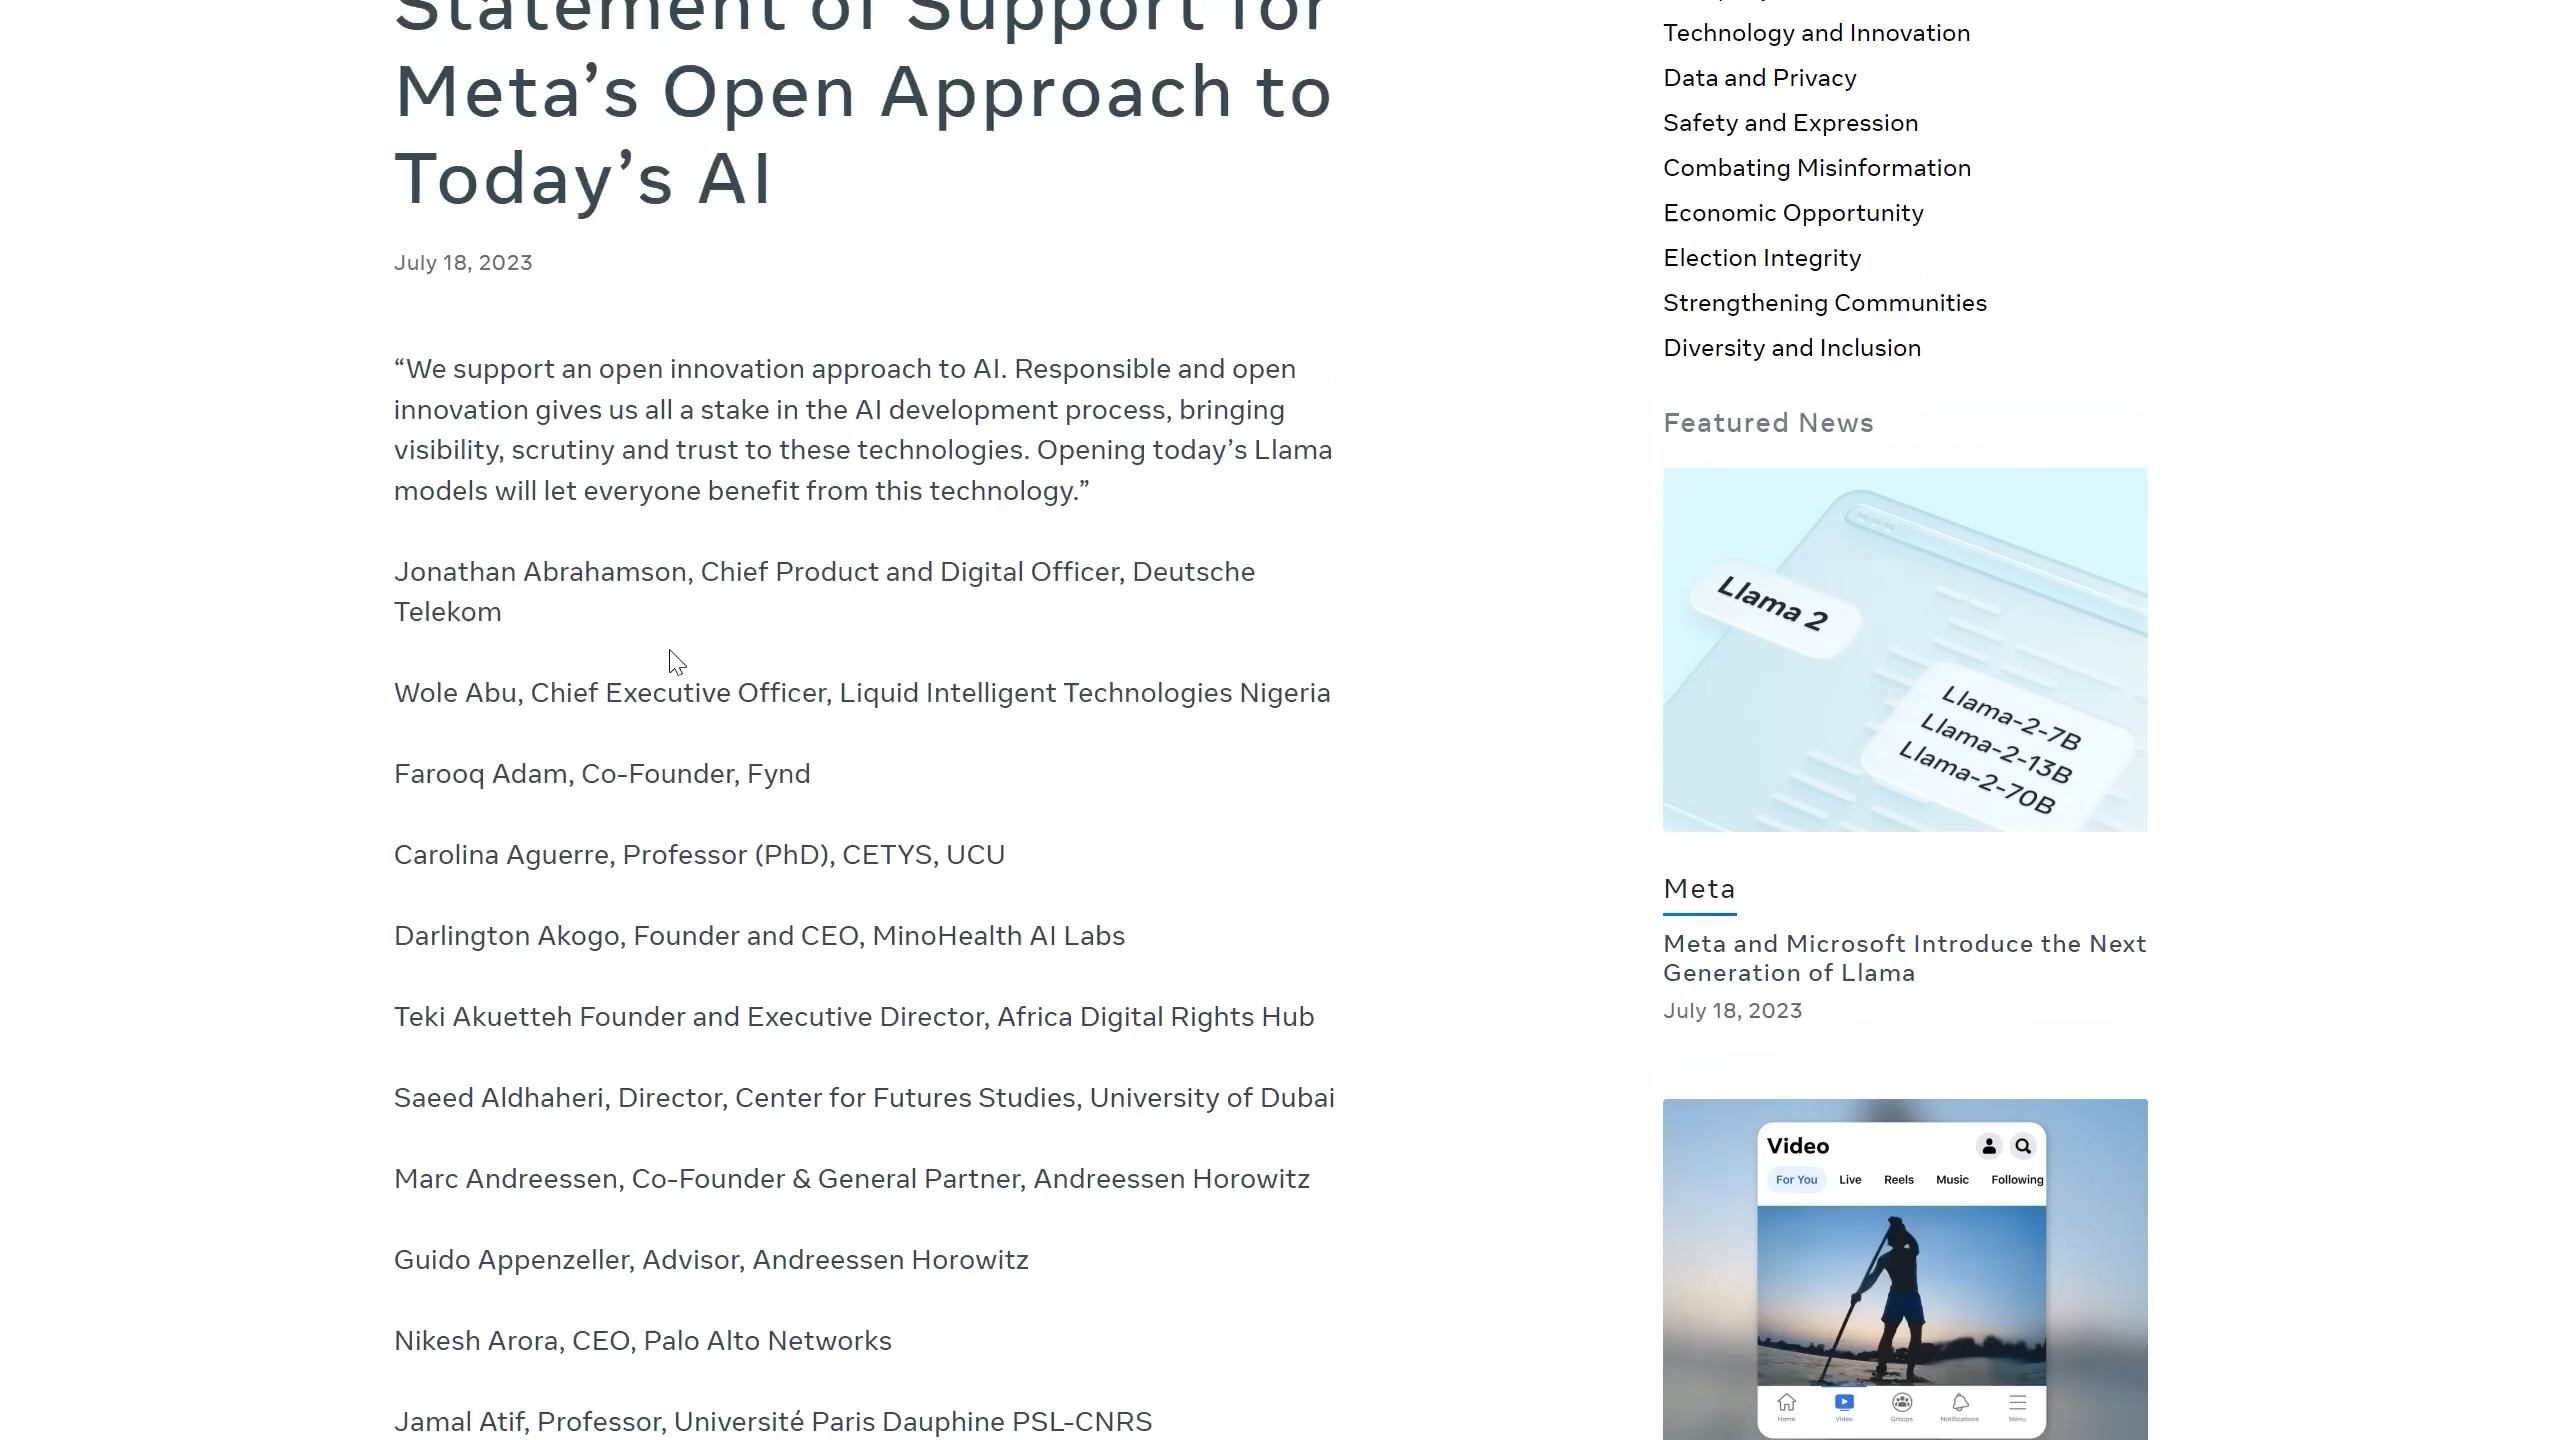 Statement of Support for
Meta’s Open Approach to
Today’s AI
July 18, 2023
“We support an open innovation approach to AI. Responsible and open
innovation gives us all a stake in the AI development process, bringing
visibility, scrutiny and trust to these technologies. Opening today’s Llama
models will let everyone benefit from this technology.”
Jonathan Abrahamson, Chief Product and Digital Officer, Deutsche
Telekom
Wole Abu, Chief Executive Officer, Liquid Intelligent Technologies Nigeria
Farooq Adam, Co-Founder, Fynd
Carolina Aguerre, Professor (PhD), CETYS, UCU
Darlington Akogo, Founder and CEO, MinoHealth AI Labs
Teki Akuetteh Founder and Executive Director, Africa Digital Rights Hub
Saeed Aldhaheri, Director, Center for Futures Studies, University of Dubai
Marc Andreessen, Co-Founder & General Partner, Andreessen Horowitz
Guido Appenzeller, Advisor, Andreessen Horowitz
Nikesh Arora, CEO, Palo Alto Networks
Jamal Atif, Professor, Université Paris Dauphine PSL-CNRS
Technology and Innovation
Data and Privacy
Safety and Expression
Combating Misinformation
Economic Opportunity
Election Integrity
Strengthening Communities
Diversity and Inclusion
Featured News
Llama 2
Llama-2-7B
Llama-2-13B
Llama-2-70B
Meta
Meta and Microsoft Introduce the Next
Generation of Llama
July 18, 2023
Video
For You Live Reels Music Following
Home Video Groups Notifications Menu